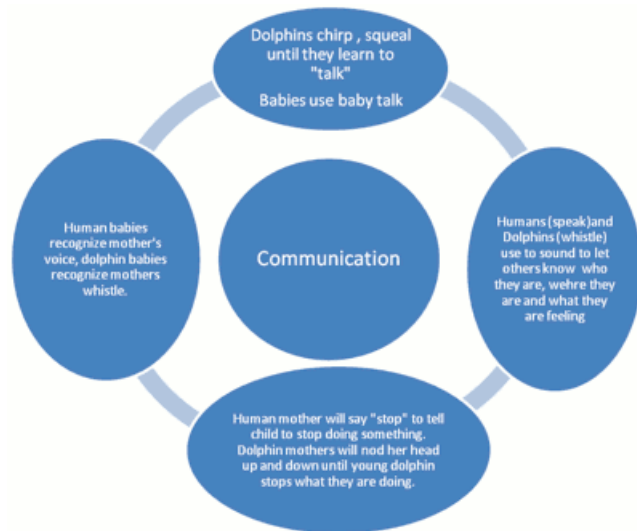 Dolphins chirp , squeal
until they learn to
"talk"
Babies use baby talk
Human babies
recognize mother's
voice, dolphin babies
recognize mothers
whistle.
Communication
Humans (speak)and
Dolphins (whistle)
use to sound to let
others know who
they are, wehre they
are and what they
are feeling
Human mother will say "stop" to tell
child to stop doing something.
Dolphin mothers will nod her head
up and down until young dolphin
stops what they are doing.